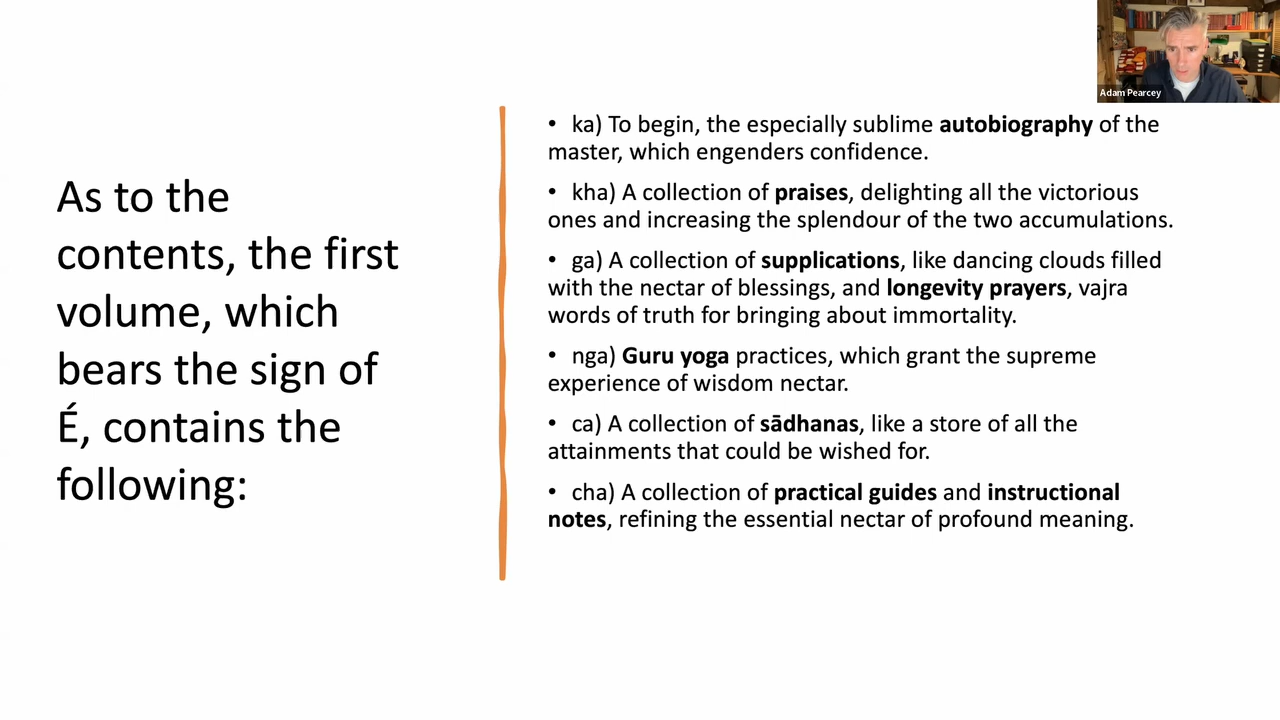 As to the
contents, the first
volume, which
bears the sign of
É, contains the
following:
• ka) To begin, the especially sublime autobiography of the
master, which engenders confidence.
• kha) A collection of praises, delighting all the victorious
ones and increasing the splendour of the two accumulations.
• ga) A collection of supplications, like dancing clouds filled
with the nectar of blessings, and longevity prayers, vajra
words of truth for bringing about immortality.
• nga) Guru yoga practices, which grant the supreme
experience of wisdom nectar.
• ca) A collection of sādhanas, like a store of all the
attainments that could be wished for.
• cha) A collection of practical guides and instructional
notes, refining the essential nectar of profound meaning.
Adam Pearcey